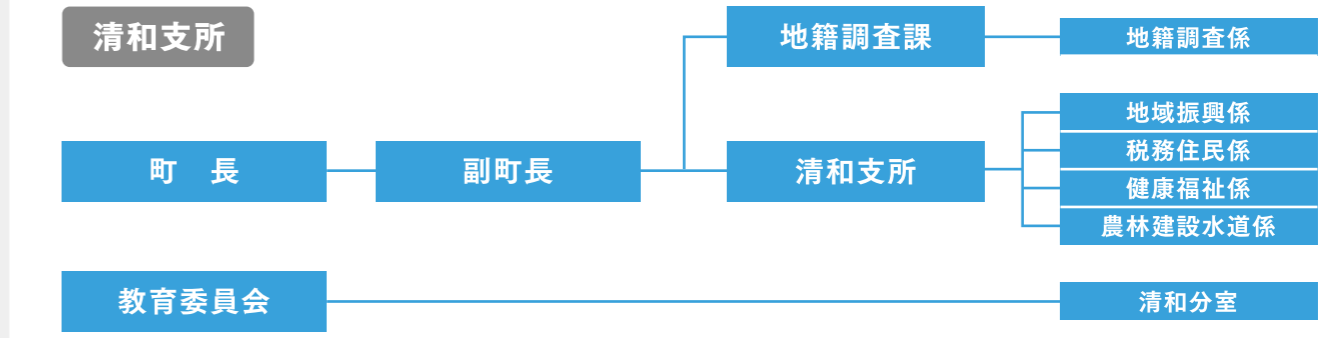 清和支所
地籍調査課
地籍調査係
町　長
副町長
清和支所
地域振興係
税務住民係
健康福祉係
農林建設水道係
教育委員会
清和分室